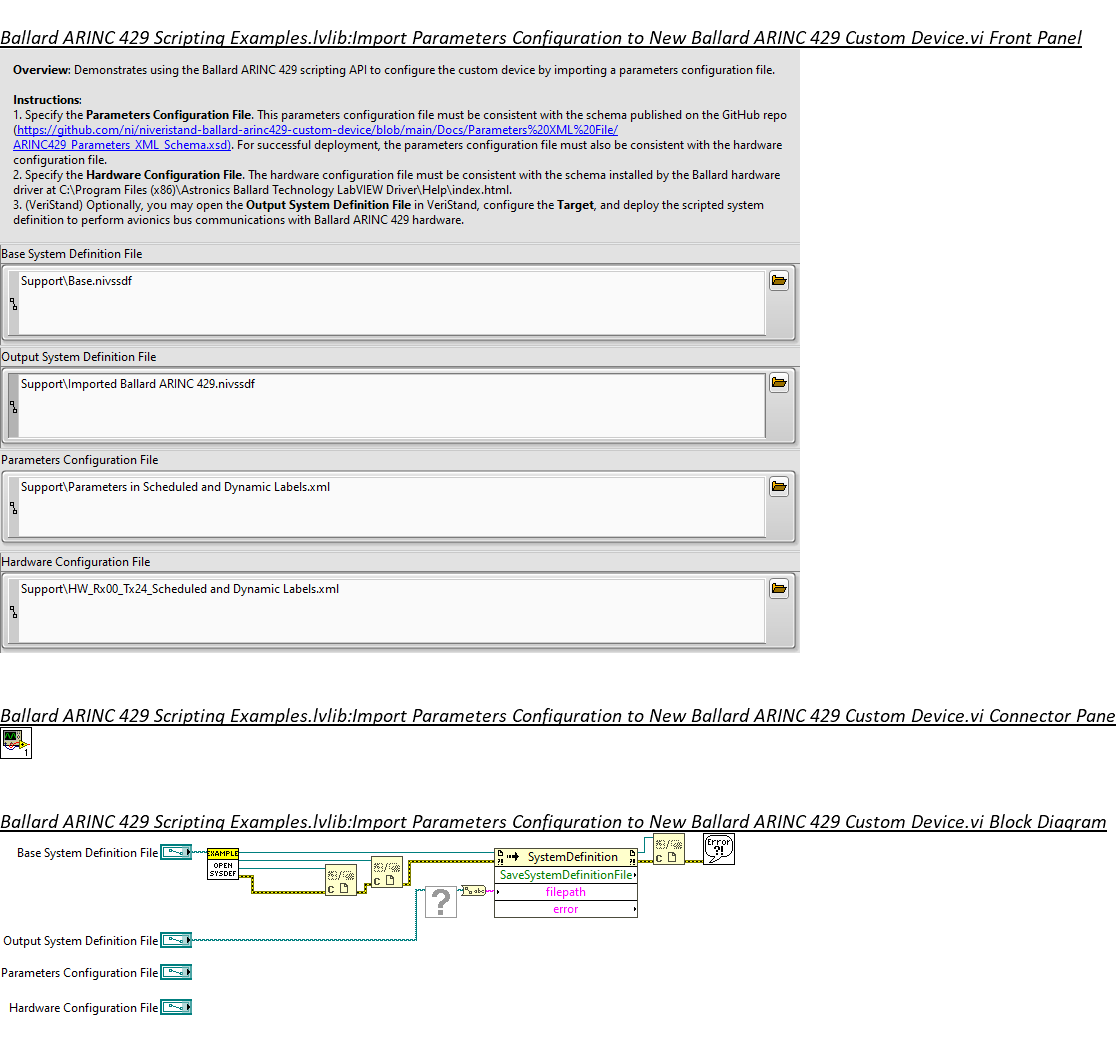 Ballard ARINC 429 Scripting Examples.lvlib:Import Parameters Configuration to New Ballard ARINC 429 Custom Device.vi Front Panel
Overview: Demonstrates using the Ballard ARINC 429 scripting API to configure the custom device by importing a parameters configuration file.
Instructions:
1. Specify the Parameters Configuration File. This parameters configuration file must be consistent with the schema published on the GitHub repo
(https://github.com/ni/niveristand-ballard-arinc429-custom-device/blob/main/Docs/Parameters%20XML%20File/
ARINC429_Parameters_XML_Schema.xsd). For successful deployment, the parameters configuration file must also be consistent with the hardware
configuration file.
2. Specify the Hardware Configuration File. The hardware configuration file must be consistent with the schema installed by the Ballard hardware
driver at C:\Program Files (x86)\Astronics Ballard Technology LabVIEW Driver\Help\index.html.
3. (VeriStand) Optionally, you may open the Output System Definition File in VeriStand, configure the Target, and deploy the scripted system
definition to perform avionics bus communications with Ballard ARINC 429 hardware.
Base System Definition File
Support\Base.nivssdf
Output System Definition File
Support\Imported Ballard ARINC 429.nivssdf
Parameters Configuration File
Support\Parameters in Scheduled and Dynamic Labels.xml
Hardware Configuration File
Support\HW_Rx00_Tx24_Scheduled and Dynamic Labels.xml
Ballard ARINC 429 Scripting Examples.lvlib:Import Parameters Configuration to New Ballard ARINC 429 Custom Device.vi Connector Pane
1
Ballard ARINC 429 Scripting Examples.lvlib:Import Parameters Configuration to New Ballard ARINC 429 Custom Device.vi Block Diagram
Base System Definition File
EXAMPLE
OPEN
SYSDEF
C
C
?
abc
SystemDefinition
SaveSystemDefinitionFile
filepath
error
C
Error
?!
Output System Definition File
Parameters Configuration File
Hardware Configuration File